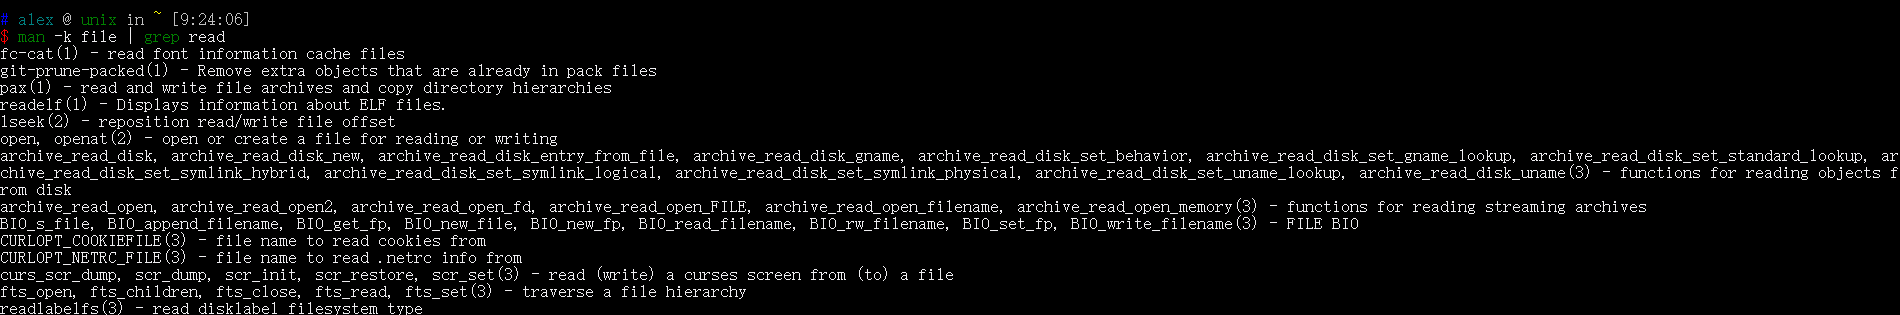 # alex @ unix in ~ [9:24:06]
$ man -k file | grep read
fc-cat(1) - read font information cache files
git-prune-packed(1) - Remove extra objects that are already in pack files
pax(1) - read and write file archives and copy directory hierarchies
readelf(1) - Displays information about ELF files.
lseek(2) - reposition read/write file offset
open, openat(2) - open or create a file for reading or writing
archive_read_disk, archive_read_disk_new, archive_read_disk_entry_from_file, archive_read_disk_gname, archive_read_disk_set_behavior, archive_read_disk_set_gname_lookup, archive_read_disk_set_standard_lookup, ar
chive_read_disk_set_symlink_hybrid, archive_read_disk_set_symlink_logical, archive_read_disk_set_symlink_physical, archive_read_disk_set_uname_lookup, archive_read_disk_uname(3) - functions for reading objects f
rom disk
archive_read_open, archive_read_open2, archive_read_open_fd, archive_read_open_FILE, archive_read_open_filename, archive_read_open_memory(3) - functions for reading streaming archives
BIO_s_file, BIO_append_filename, BIO_get_fp, BIO_new_file, BIO_new_fp, BIO_read_filename, BIO_rw_filename, BIO_set_fp, BIO_write_filename(3) - FILE BIO
CURLOPT_COOKIEFILE(3) - file name to read cookies from
CURLOPT_NETRC_FILE(3) - file name to read .netrc info from
curs_scr_dump, scr_dump, scr_init, scr_restore, scr_set(3) - read (write) a curses screen from (to) a file
fts_open, fts_children, fts_close, fts_read, fts_set(3) - traverse a file hierarchy
readlabelfs(3) - read disklabel filesystem type